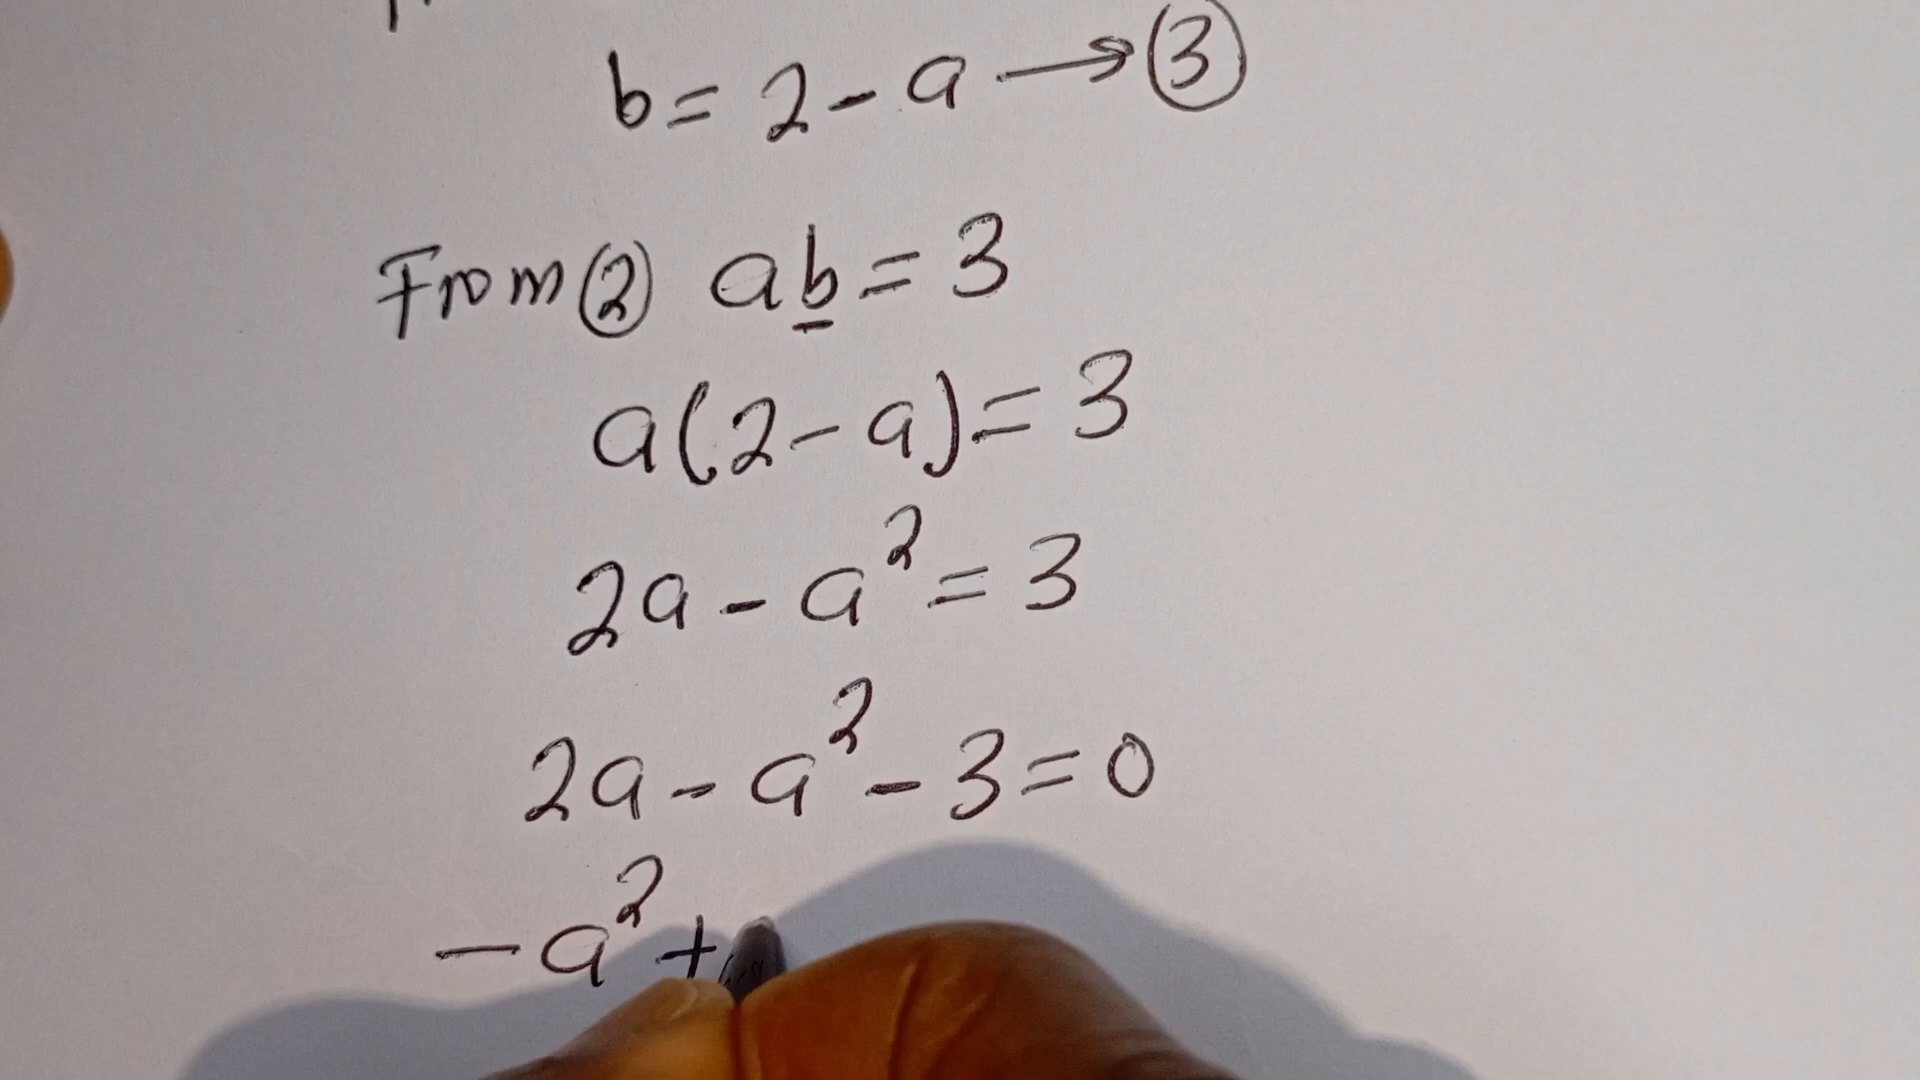 b = 2 - a → ③
From ② ab = 3
a(2 - a) = 3
2a - a² = 3
2a - a² - 3 = 0
- a² +